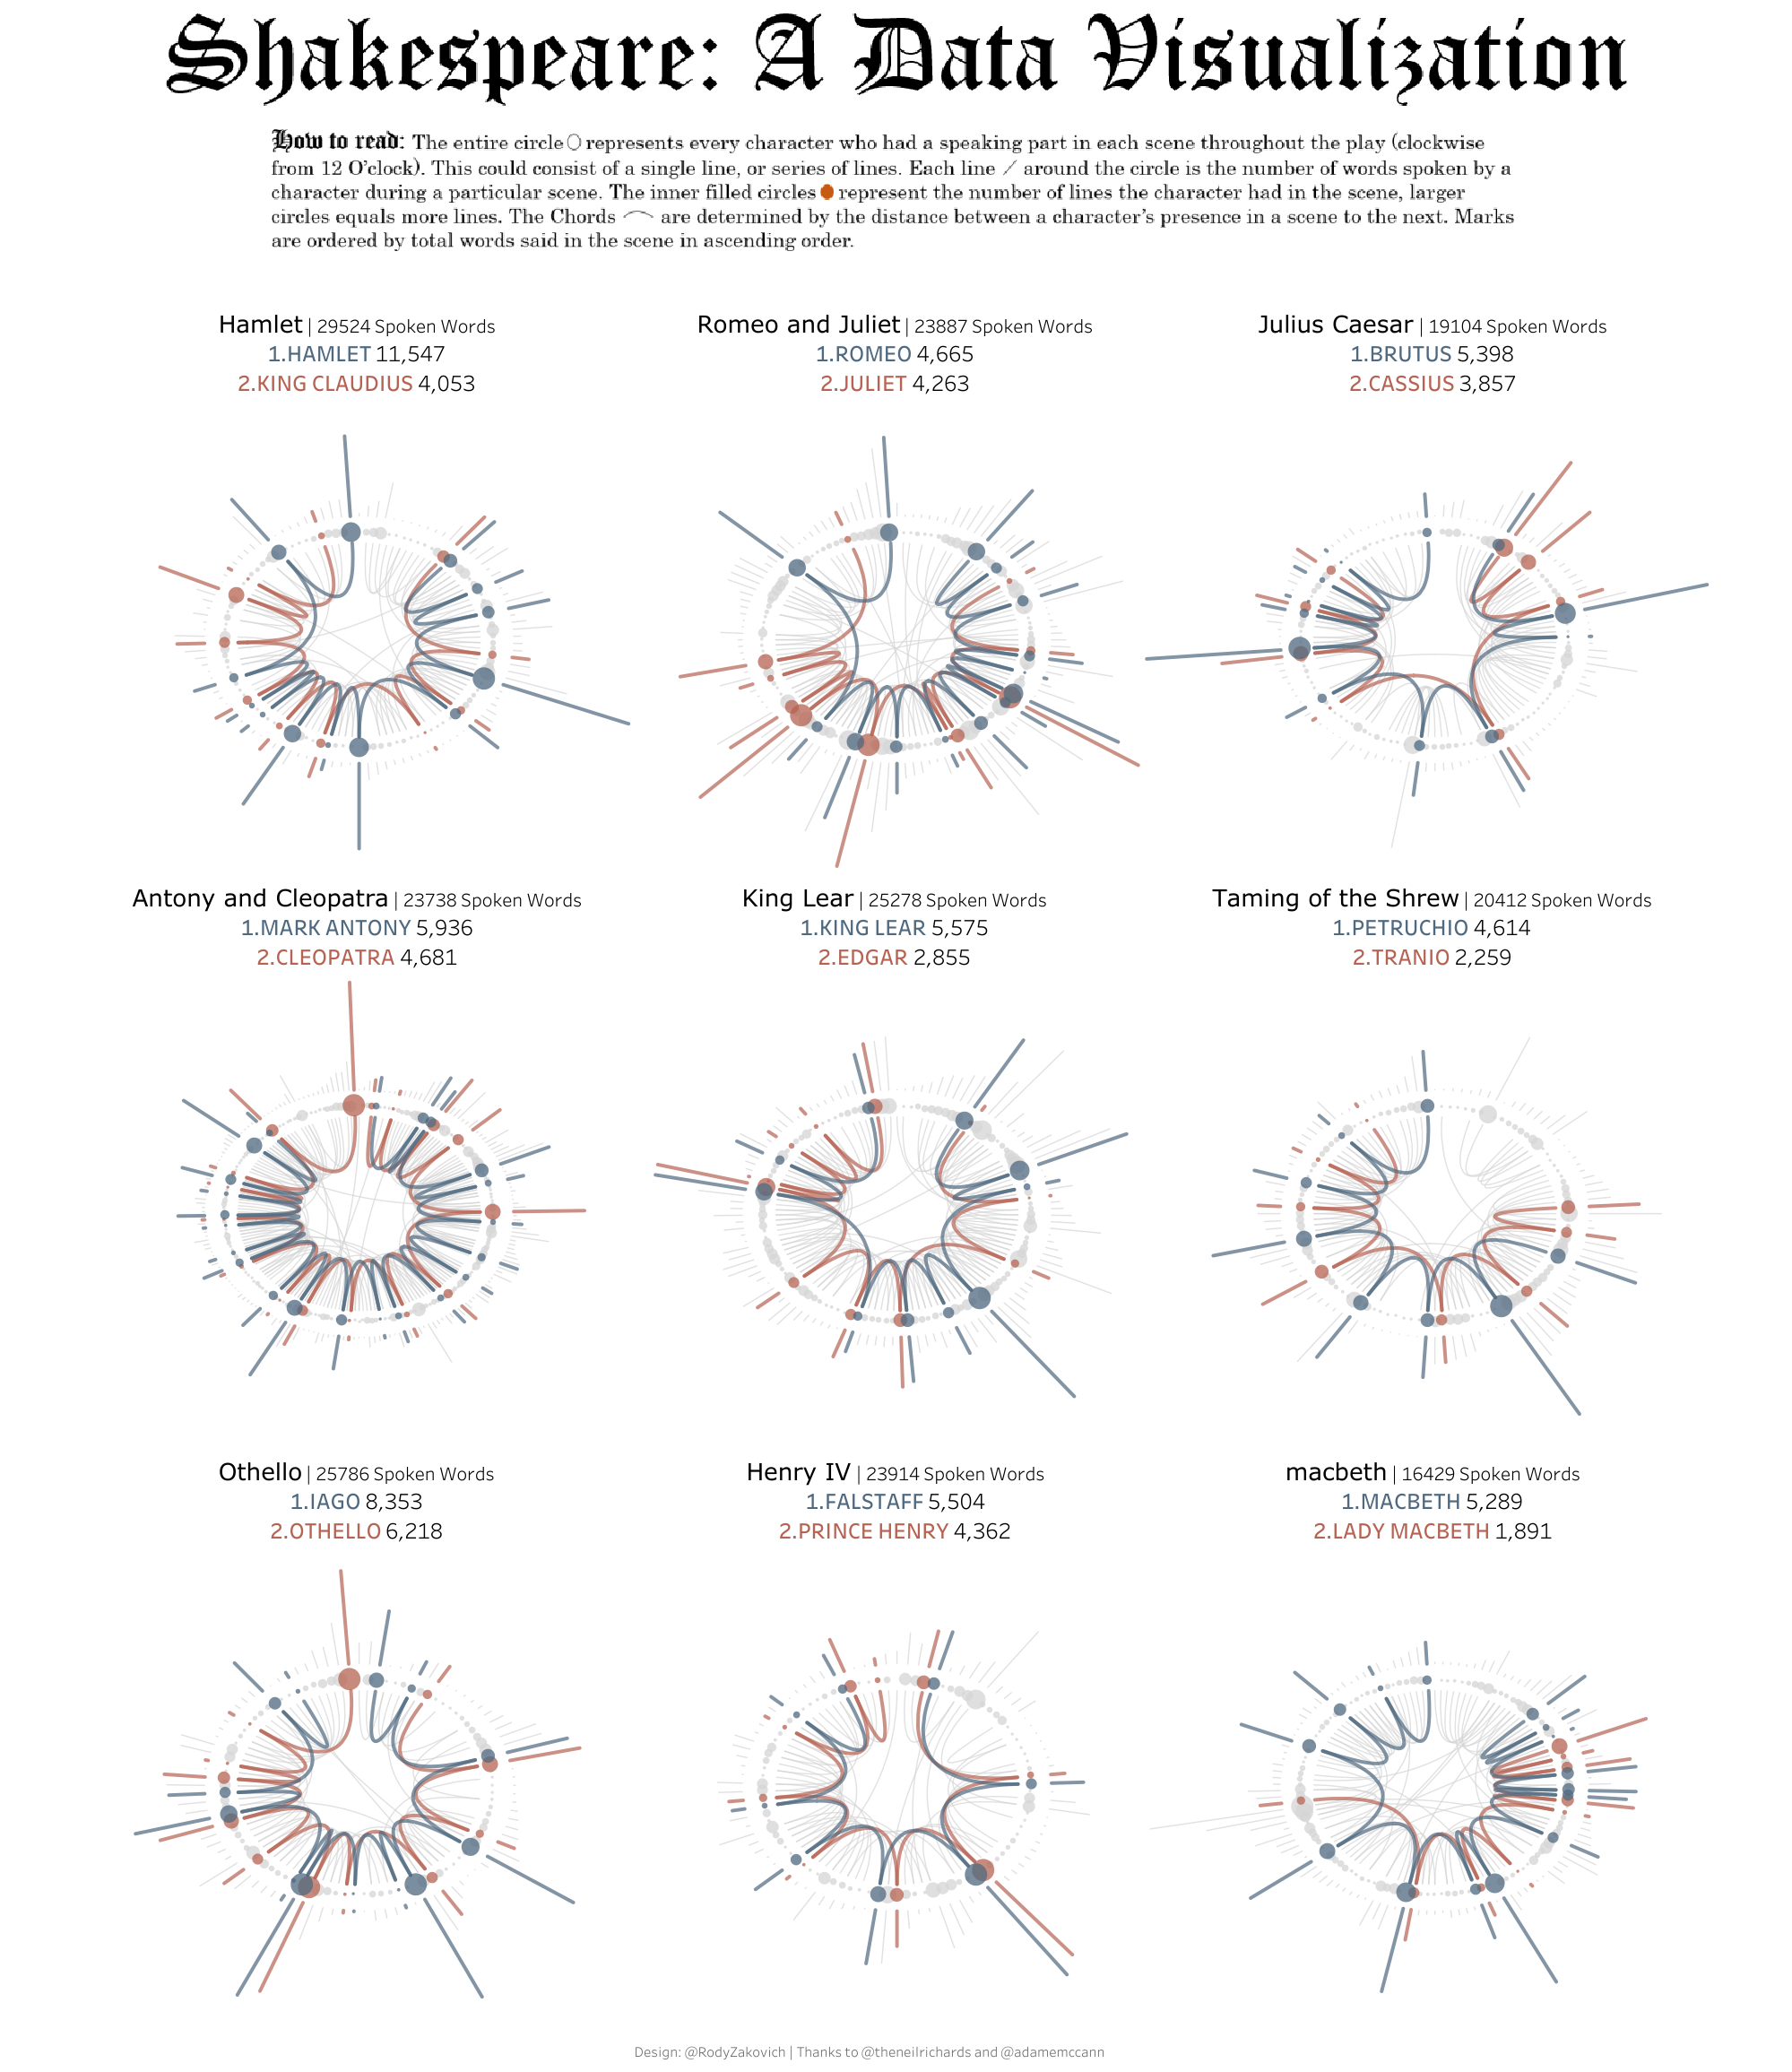 Shakespeare: A Data Visualization
How to read: The entire circle represents every character who had a speaking part in each scene throughout the play (clockwise
from 12 O'clock). This could consist of a single line, or series of lines. Each line around the circle is the number of words spoken by a
character during a particular scene. The inner filled circles represent the number of lines the character had in the scene, larger
circles equals more lines. The Chords are determined by the distance between a character's presence in a scene to the next. Marks
are ordered by total words said in the scene in ascending order.
Hamlet | 29524 Spoken Words
1.HAMLET 11,547
2.KING CLAUDIUS 4,053
Romeo and Juliet | 23887 Spoken Words
1.ROMEO 4,665
2.JULIET 4,263
Julius Caesar | 19104 Spoken Words
1.BRUTUS 5,398
2.CASSIUS 3,857
Antony and Cleopatra | 23738 Spoken Words
1.MARK ANTONY 5,936
2.CLEOPATRA 4,681
King Lear | 25278 Spoken Words
1.KING LEAR 5,575
2.EDGAR 2,855
Taming of the Shrew | 20412 Spoken Words
1.PETRUCHIO 4,614
2.TRANIO 2,259
Othello | 25786 Spoken Words
1.IAGO 8,353
2.OTHELLO 6,218
Henry IV | 23914 Spoken Words
1.FALSTAFF 5,504
2.PRINCE HENRY 4,362
macbeth | 16429 Spoken Words
1.MACBETH 5,289
2.LADY MACBETH 1,891
Design: @RodyZakovich | Thanks to @theneilrichards and @adamemccann